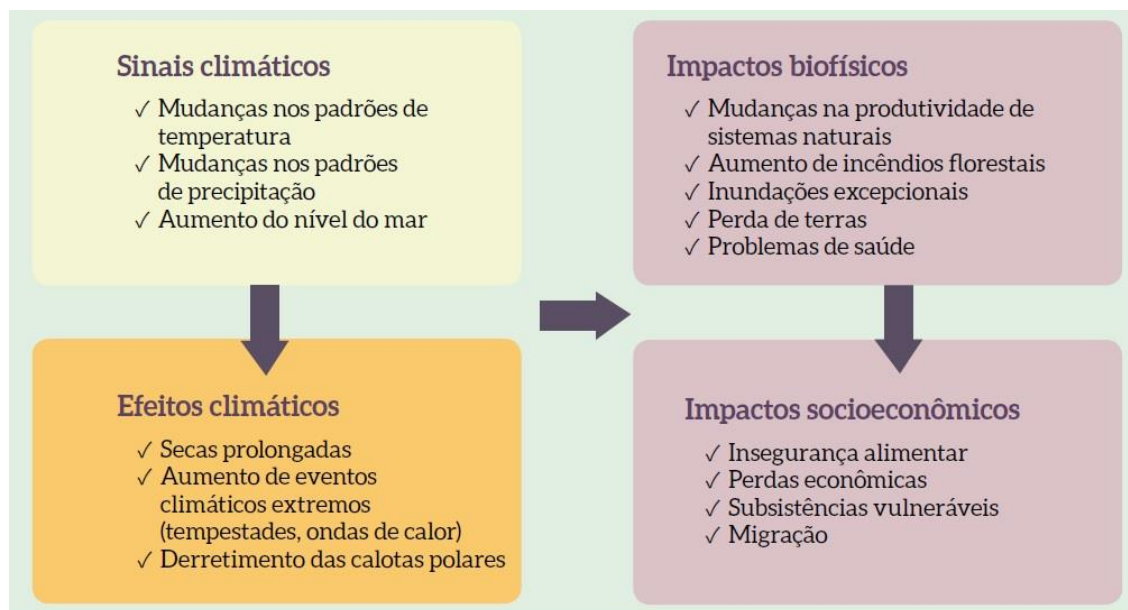 Sinais climáticos
✓ Mudanças nos padrões de
temperatura
✓ Mudanças nos padrões
de precipitação
✓ Aumento do nível do mar
Efeitos climáticos
✓ Secas prolongadas
✓ Aumento de eventos
climáticos extremos
(tempestades, ondas de calor)
✓ Derretimento das calotas polares
Impactos biofísicos
✓ Mudanças na produtividade de
sistemas naturais
✓ Aumento de incêndios florestais
✓ Inundações excepcionais
✓ Perda de terras
✓ Problemas de saúde
Impactos socioeconômicos
✓ Insegurança alimentar
✓ Perdas econômicas
✓ Subsistências vulneráveis
✓ Migração